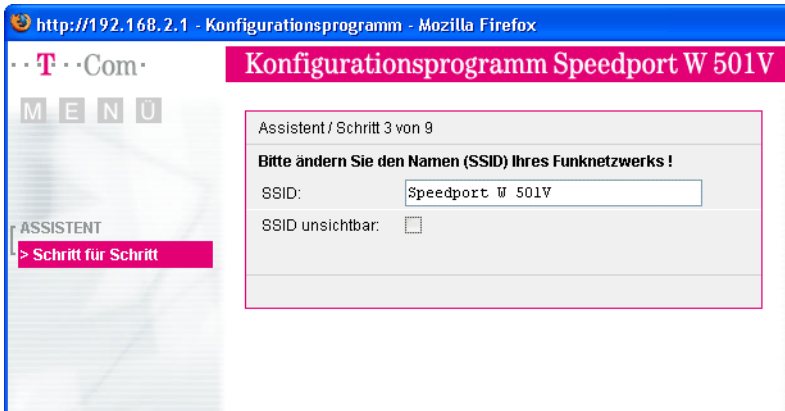 http://192.168.2.1 - Konfigurationsprogramm - Mozilla Firefox
··T··Com·
Konfigurationsprogramm Speedport W 501V
MENÜ
Assistent / Schritt 3 von 9
Bitte ändern Sie den Namen (SSID) Ihres Funknetzwerks !
SSID: Speedport W 501V
SSID unsichtbar:
ASSISTENT
> Schritt für Schritt